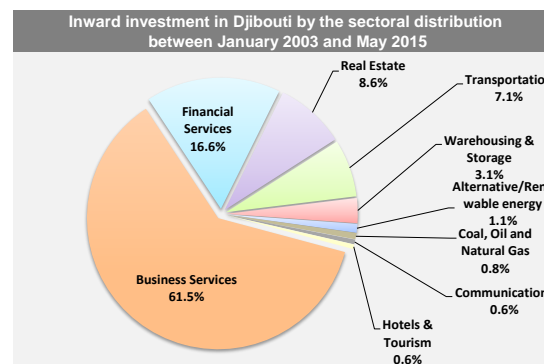 Inward investment in Djibouti by the sectoral distribution
between January 2003 and May 2015
Real Estate
8.6%
Transportatio
7.1%
Financial
Services
16.6%
Warehousing &
Storage
3.1%
Alternative/Ren
wable energy
1.1%
Coal, Oil and
Natural Gas
0.8%
Communication
0.6%
Business Services
61.5%
Hotels &
Tourism
0.6%